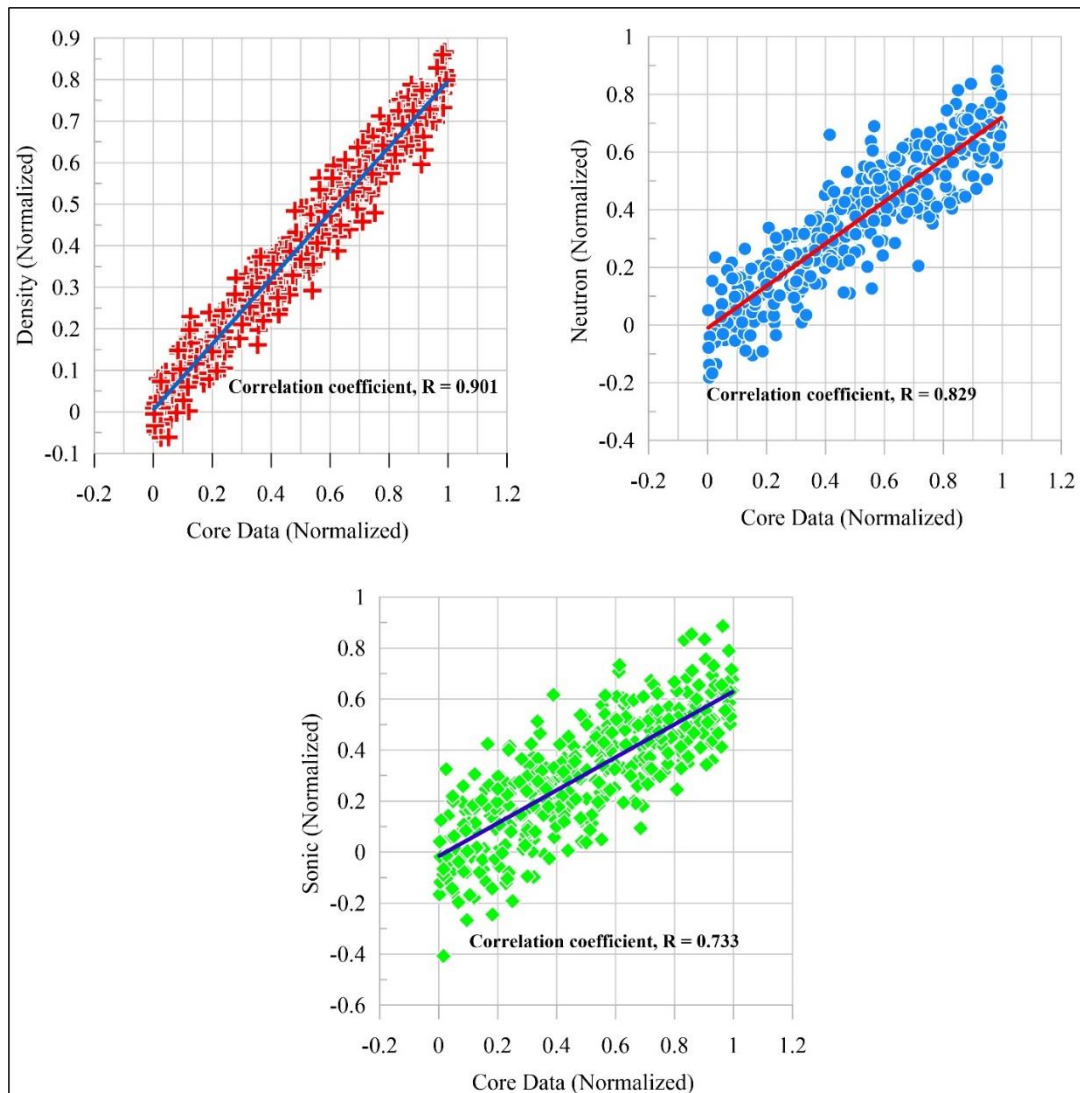 0.9
0.8
0.7
0.6
0.5
0.4
0.3
0.2
0.1
0
-0.1
Density (Normalized)
Correlation coefficient, R = 0.901
-0.2 0 0.2 0.4 0.6 0.8 1 1.2
Core Data (Normalized)
1
0.8
0.6
0.4
0.2
0
-0.2
-0.4
Neutron (Normalized)
Correlation coefficient, R = 0.829
-0.2 0 0.2 0.4 0.6 0.8 1 1.2
Core Data (Normalized)
1
0.8
0.6
0.4
0.2
0
-0.2
-0.4
-0.6
Sonic (Normalized)
Correlation coefficient, R = 0.733
-0.2 0 0.2 0.4 0.6 0.8 1 1.2
Core Data (Normalized)